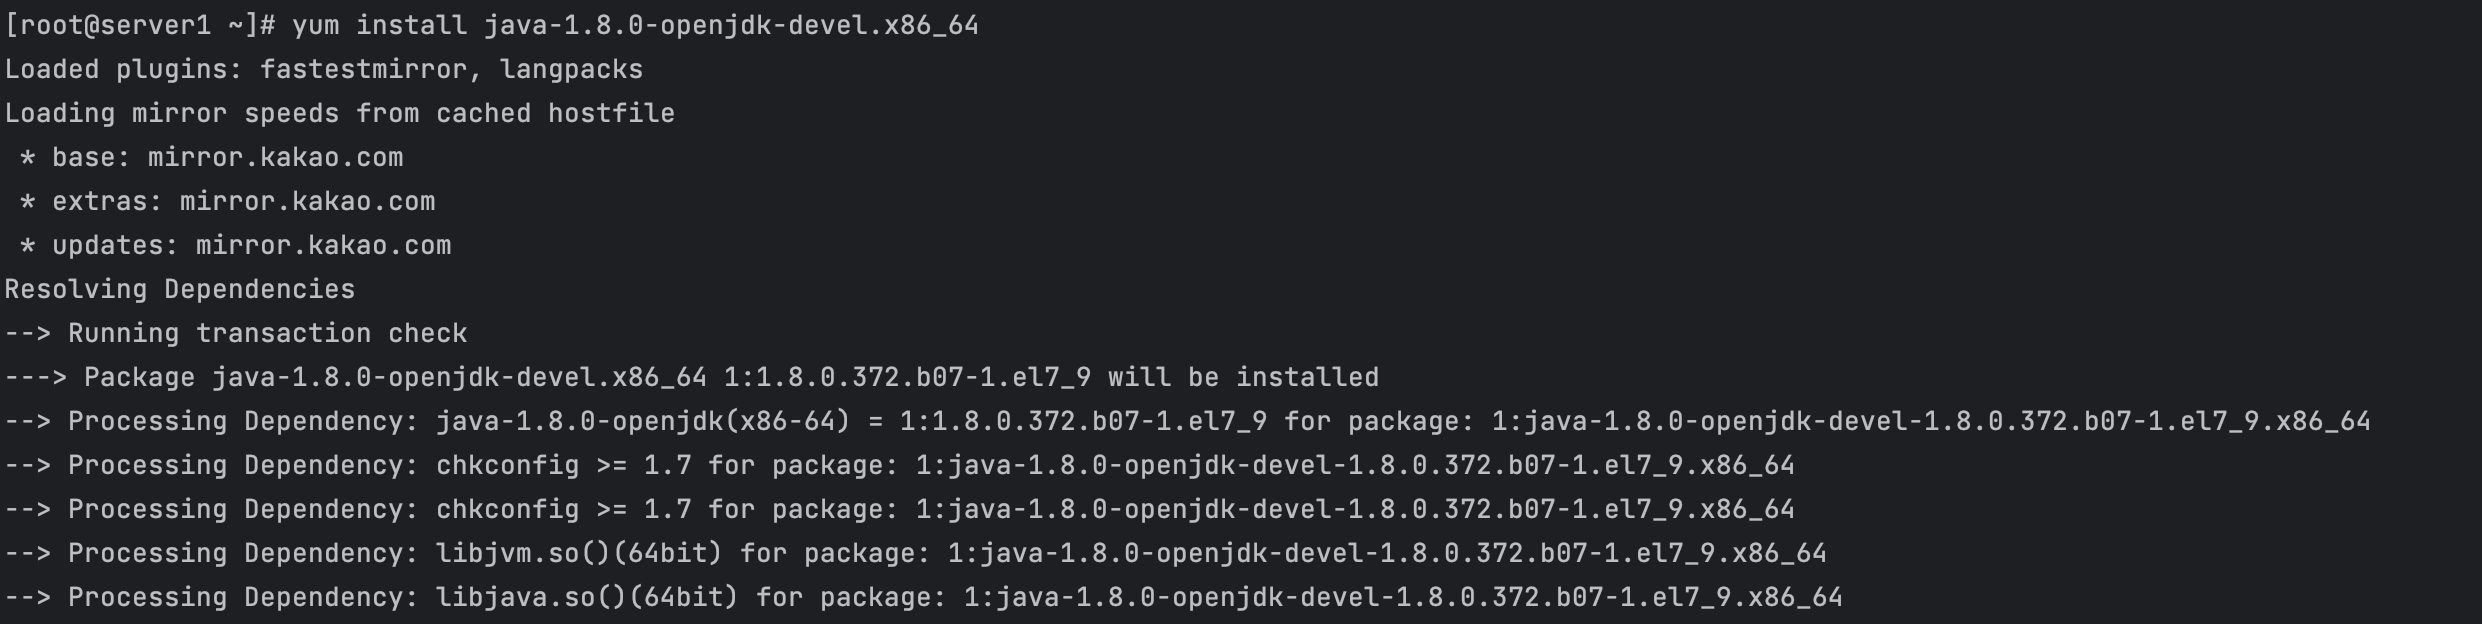 [root@server1 ~]# yum install java-1.8.0-openjdk-devel.x86_64
Loaded plugins: fastestmirror, langpacks
Loading mirror speeds from cached hostfile
 * base: mirror.kakao.com
 * extras: mirror.kakao.com
 * updates: mirror.kakao.com
Resolving Dependencies
--> Running transaction check
---> Package java-1.8.0-openjdk-devel.x86_64 1:1.8.0.372.b07-1.el7_9 will be installed
--> Processing Dependency: java-1.8.0-openjdk(x86-64) = 1:1.8.0.372.b07-1.el7_9 for package: 1:java-1.8.0-openjdk-devel-1.8.0.372.b07-1.el7_9.x86_64
--> Processing Dependency: chkconfig >= 1.7 for package: 1:java-1.8.0-openjdk-devel-1.8.0.372.b07-1.el7_9.x86_64
--> Processing Dependency: chkconfig >= 1.7 for package: 1:java-1.8.0-openjdk-devel-1.8.0.372.b07-1.el7_9.x86_64
--> Processing Dependency: libjvm.so()(64bit) for package: 1:java-1.8.0-openjdk-devel-1.8.0.372.b07-1.el7_9.x86_64
--> Processing Dependency: libjava.so()(64bit) for package: 1:java-1.8.0-openjdk-devel-1.8.0.372.b07-1.el7_9.x86_64